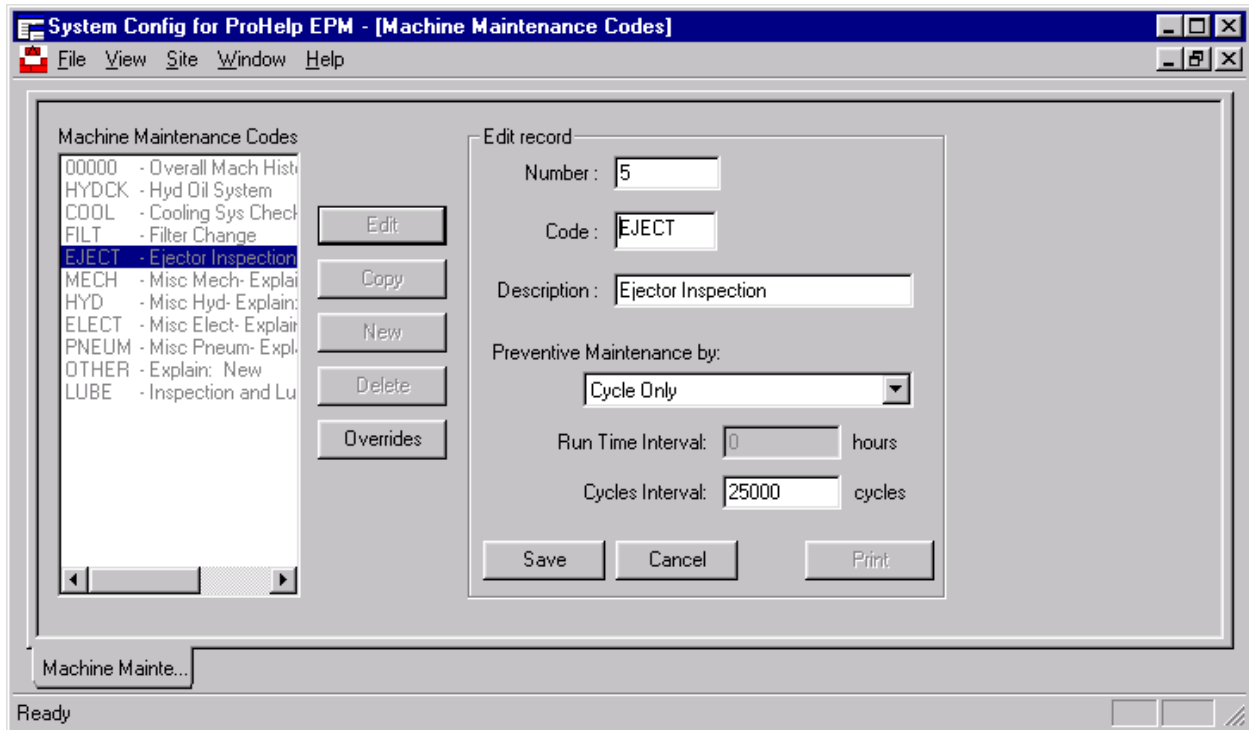 System Config for ProHelp EPM - [Machine Maintenance Codes]
File View Site Window Help
Machine Maintenance Codes
00000 - Overall Mach Histo
HYDCK - Hyd Oil System
COOL - Cooling Sys Check
FILT - Filter Change
EJECT - Ejector Inspection
MECH - Misc Mech- Explai
HYD - Misc Hyd- Explain:
ELECT - Misc Elect- Explair
PNEUM - Misc Pneum- Expl
OTHER - Explain: New
LUBE - Inspection and Lu
Edit
Copy
New
Delete
Overrides
Edit record
Number : 5
Code : EJECT
Description : Ejector Inspection
Preventive Maintenance by:
Cycle Only
Run Time Interval: 0 hours
Cycles Interval: 25000 cycles
Save Cancel Print
Machine Mainte...
Ready